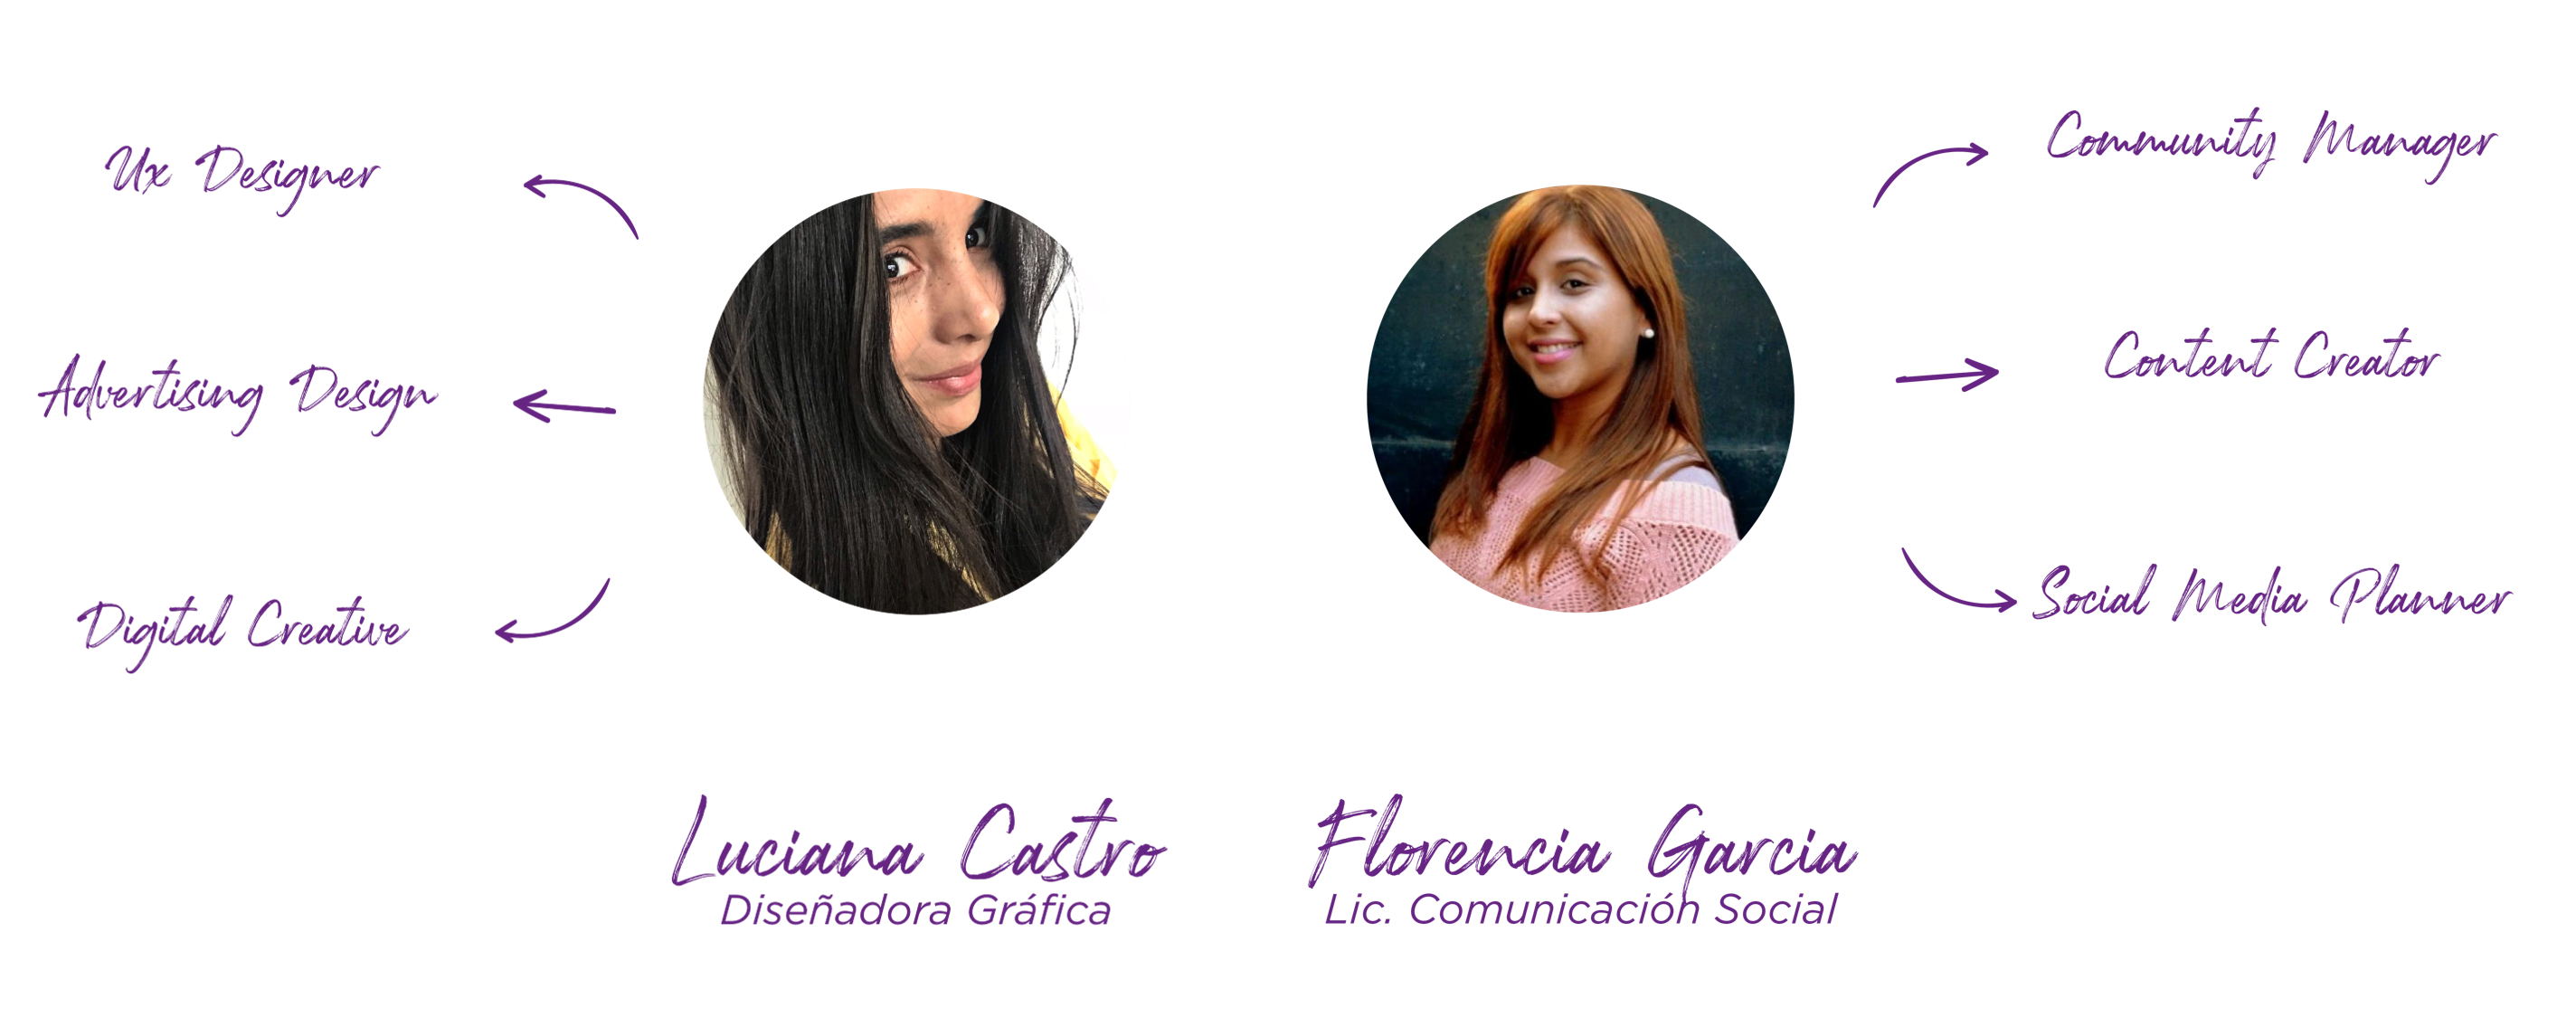 Ux Designer
Advertising Design
Digital Creative
Community Manager
Content Creator
Social Media Planner
Luciana Castro
Diseñadora Gráfica
Florencia Garcia
Lic. Comunicación Social